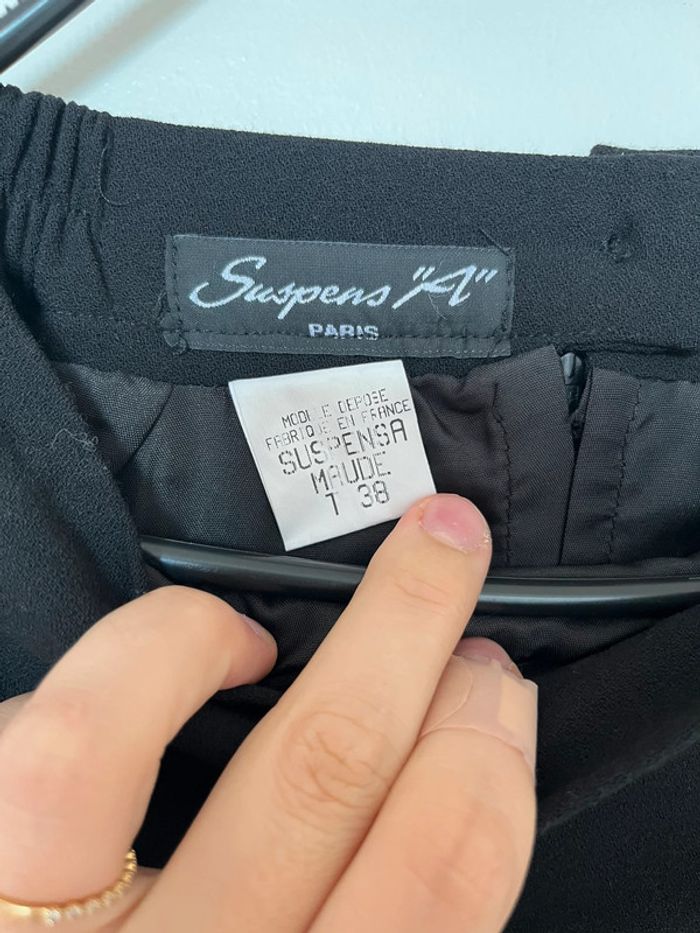 Suspens "A"
PARIS
MODELE DEPOSE
FABRIQUE EN FRANCE
SUSPENSA
MAUDE
T 38